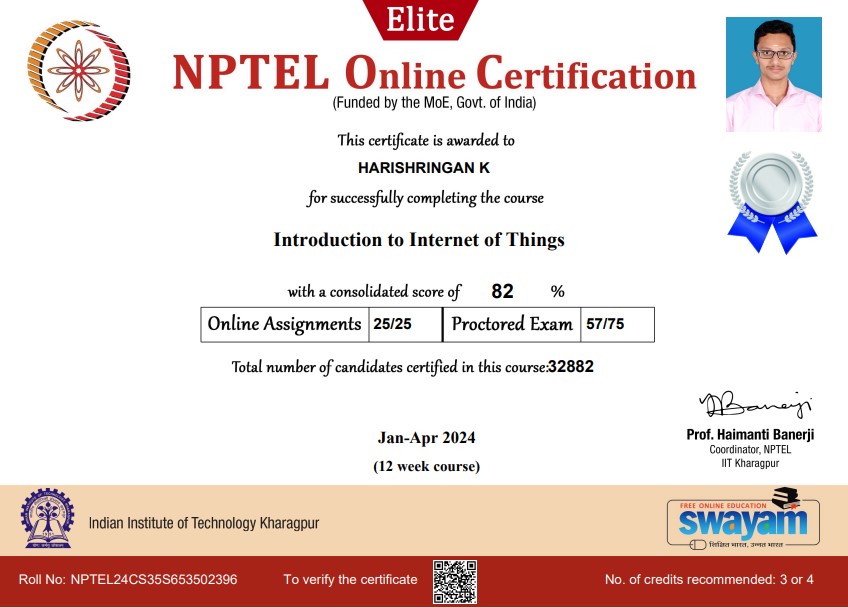 Elite
NPTEL Online Certification
(Funded by the MoE, Govt. of India)
This certificate is awarded to
HARISHRINGAN K
for successfully completing the course
Introduction to Internet of Things
with a consolidated score of 82 %
Online Assignments 25/25 Proctored Exam 57/75
Total number of candidates certified in this course:32882
Jan-Apr 2024
(12 week course)
Prof. Haimanti Banerji
Coordinator, NPTEL
IIT Kharagpur
Indian Institute of Technology Kharagpur
FREE ONLINE EDUCATION
swayam
शिक्षित भारत, उन्नत भारत
Roll No: NPTEL24CS35S653502396 To verify the certificate No. of credits recommended: 3 or 4